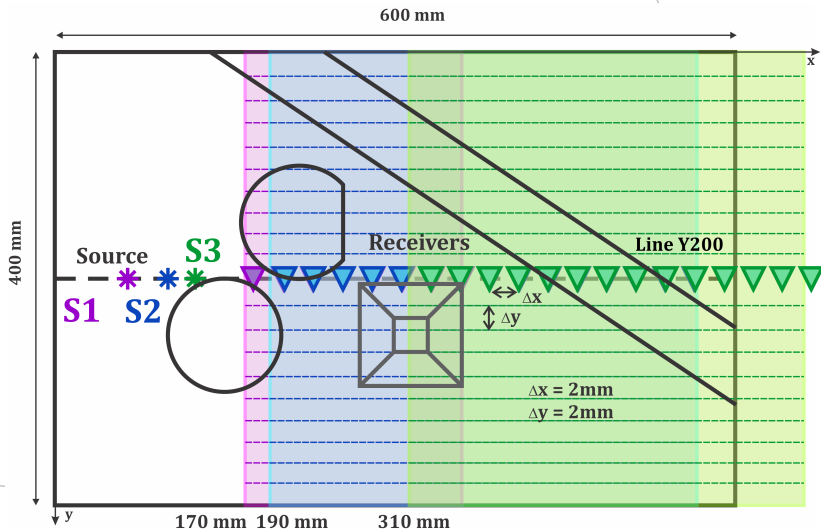 600 mm
x
400 mm
Source
S3
Receivers
Line Y200
S1
S2
Δx
Δy
Δx = 2mm
Δy = 2mm
y
170 mm
190 mm
310 mm